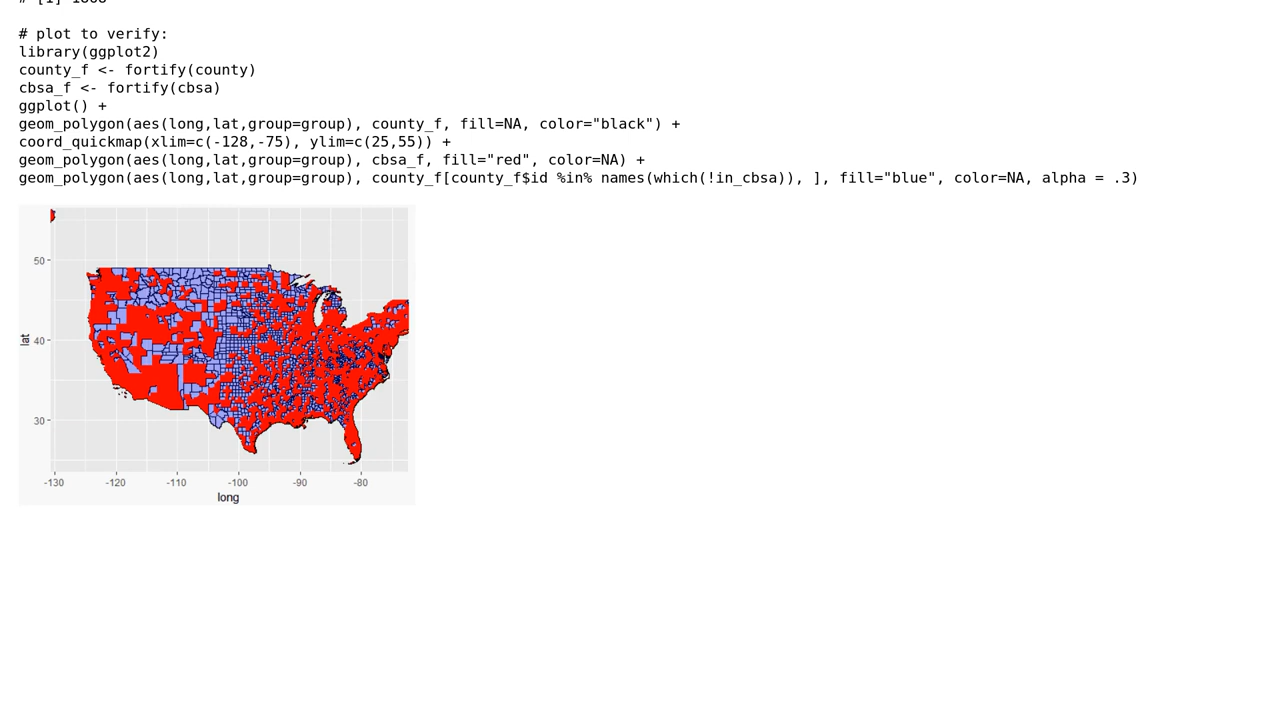 # plot to verify:
library(ggplot2)
county_f <- fortify(county)
cbsa_f <- fortify(cbsa)
ggplot() +
geom_polygon(aes(long,lat,group=group), county_f, fill=NA, color="black") +
coord_quickmap(xlim=c(-128,-75), ylim=c(25,55)) +
geom_polygon(aes(long,lat,group=group), cbsa_f, fill="red", color=NA) +
geom_polygon(aes(long,lat,group=group), county_f[county_f$id %in% names(which(!in_cbsa)), ], fill="blue", color=NA, alpha = .3)
50
lat
40
30
-130 -120 -110 -100 -90 -80
long